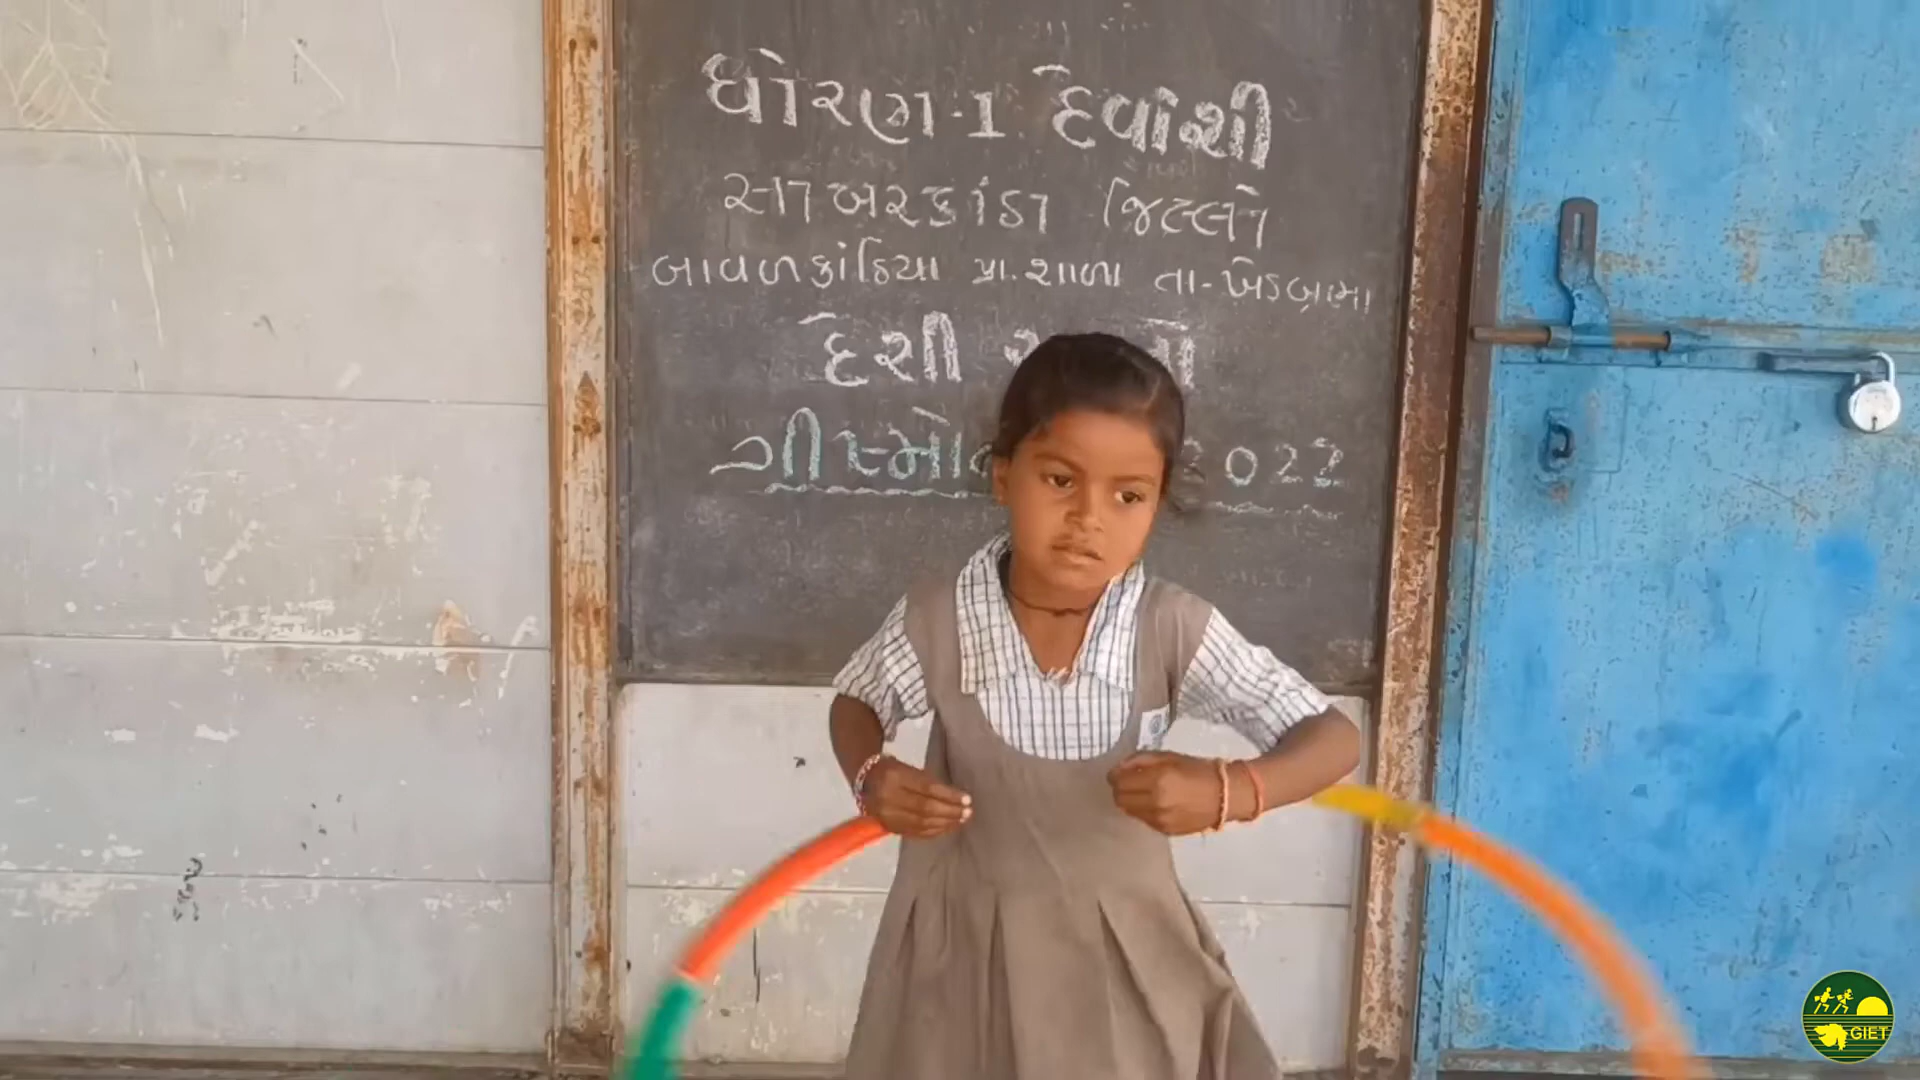 ધોરણ-1 દેવાંશી
સાબરકાંઠા જિલ્લો
બાવળકાંઠિયા પ્રા.શાળા તા-ખેડબ્રહ્મા
દેશી
2022
GIET